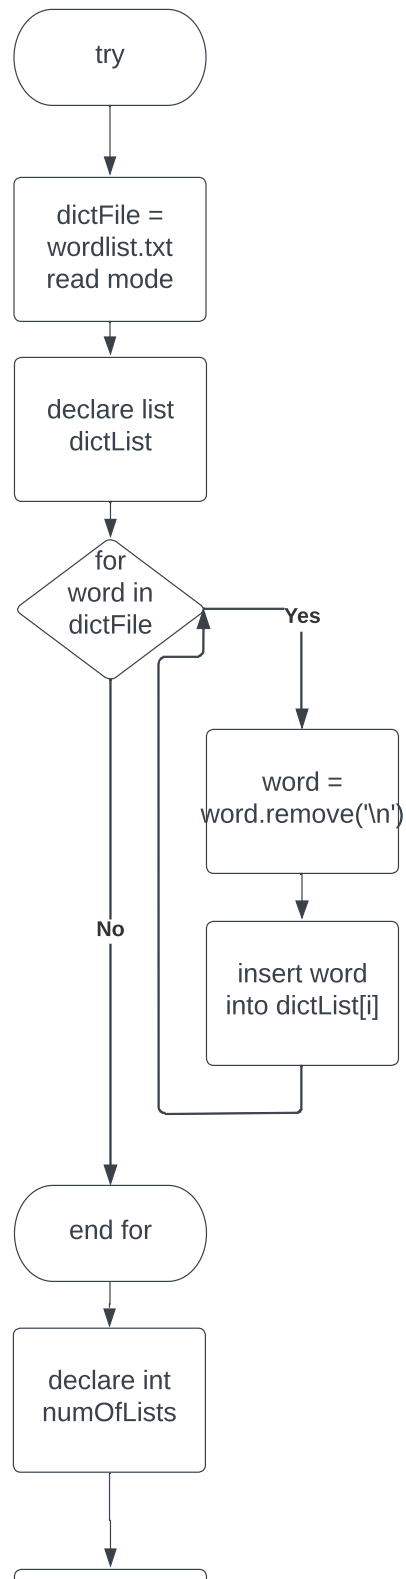 try
dictFile =
wordlist.txt
read mode
declare list
dictList
for
word in
dictFile
Yes
word =
word.remove('\n')
insert word
into dictList[i]
No
end for
declare int
numOfLists